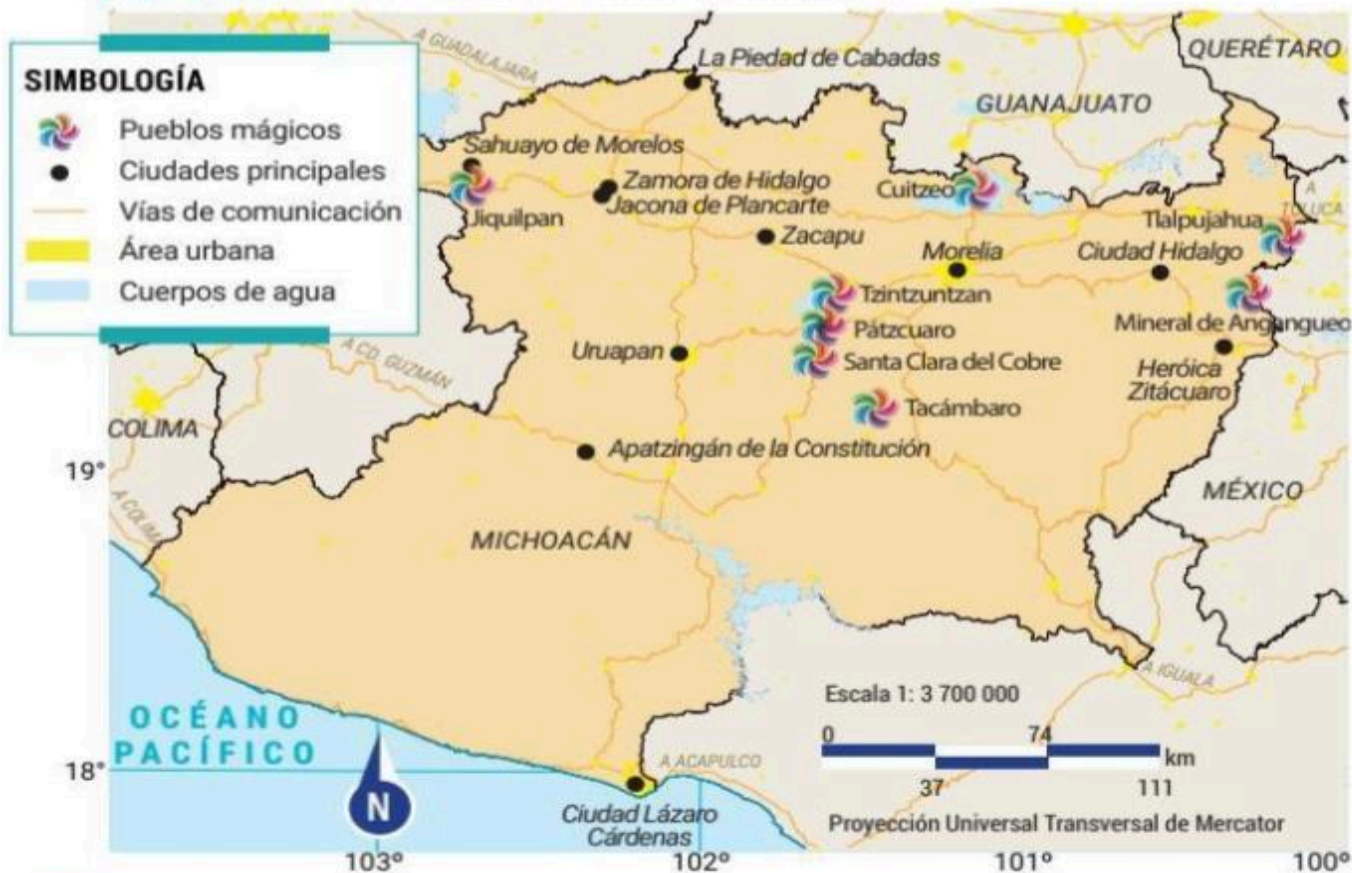 SIMBOLOGÍA
Pueblos mágicos
Ciudades principales
Vías de comunicación
Área urbana
Cuerpos de agua
A GUADALAJARA
La Piedad de Cabadas
QUERÉTARO
GUANAJUATO
Sahuayo de Morelos
Zamora de Hidalgo
Jacona de Plancarte
Jiquilpan
Cuitzeo
A
TOLUCA
Tlalpujahua
Zacapu
Morelia
Ciudad Hidalgo
Tzintzuntzan
Pátzcuaro
Mineral de Angangueo
Uruapan
Santa Clara del Cobre
Heróica
Zitácuaro
A CD. GUZMÁN
Tacámbaro
COLIMA
Apatzingán de la Constitución
19°
A COLIMA
MÉXICO
MICHOACÁN
A IGUALA
Escala 1: 3 700 000
0
74
km
37
111
OCÉANO
PACÍFICO
A ACAPULCO
18°
N
Ciudad Lázaro
Cárdenas
Proyección Universal Transversal de Mercator
103°
102°
101°
100°